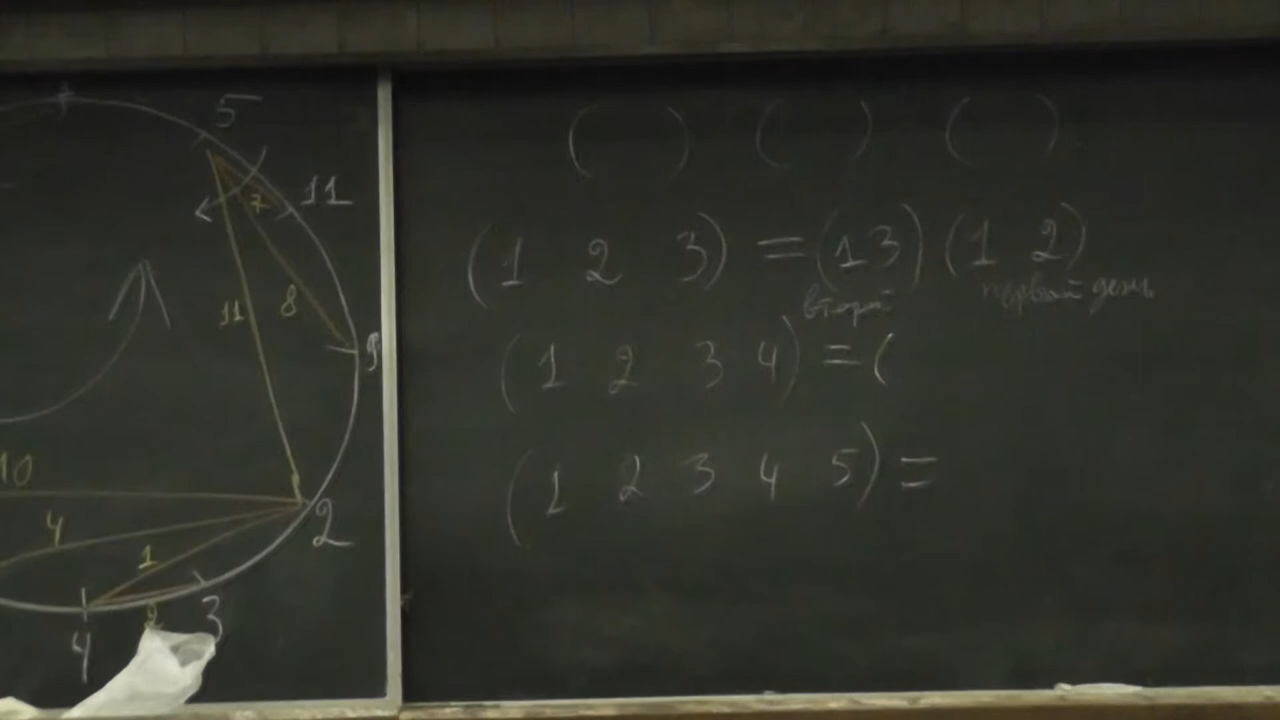 5
11
7
11
8
9
10
4
1
2
2
3
4
( ) ( ) ( )
(1 2 3) = (1 3) (1 2)
второй первый день
(1 2 3 4) = (
(1 2 3 4 5) =